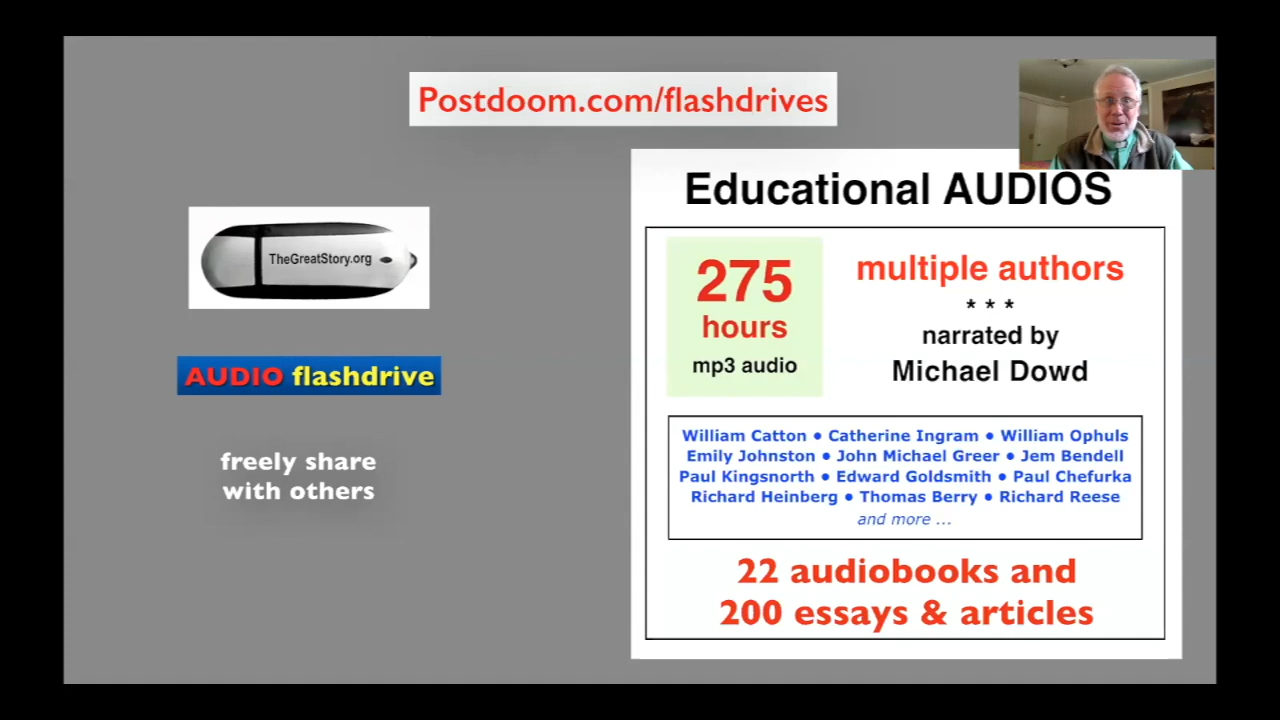 Postdoom.com/flashdrives
TheGreatStory.org
AUDIO flashdrive
freely share
with others
Educational AUDIOS
275
hours
mp3 audio
multiple authors
* * *
narrated by
Michael Dowd
William Catton • Catherine Ingram • William Ophuls
Emily Johnston • John Michael Greer • Jem Bendell
Paul Kingsnorth • Edward Goldsmith • Paul Chefurka
Richard Heinberg • Thomas Berry • Richard Reese
and more ...
22 audiobooks and
200 essays & articles